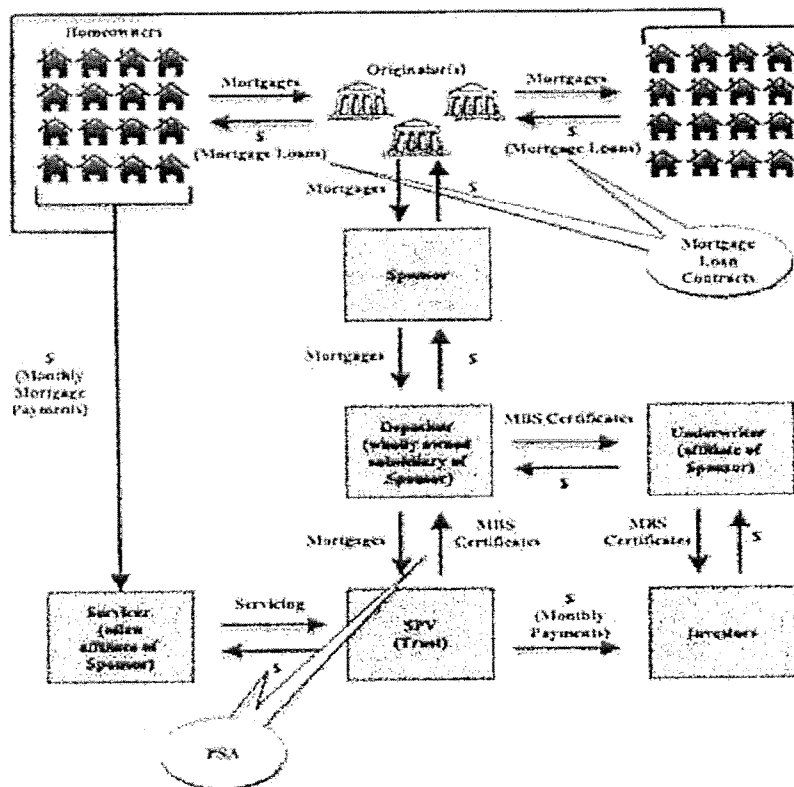 Homeowners
Mortgages
Originator(s)
Mortgages
$
(Mortgage Loans)
$
(Mortgage Loans)
Mortgages
$
Mortgage
Loan
Contracts
Sponsor
Mortgages
$
$
(Monthly
Mortgage
Payments)
Depositor
(wholly owned
subsidiary of
Sponsor)
MBS Certificates
$
Underwriter
(affiliate of
Sponsor)
Mortgages
MBS
Certificates
MBS
Certificates
$
Servicer
(often
affiliate of
Sponsor)
Servicing
$
SPV
(Trust)
$
(Monthly
Payments)
Investors
PSA